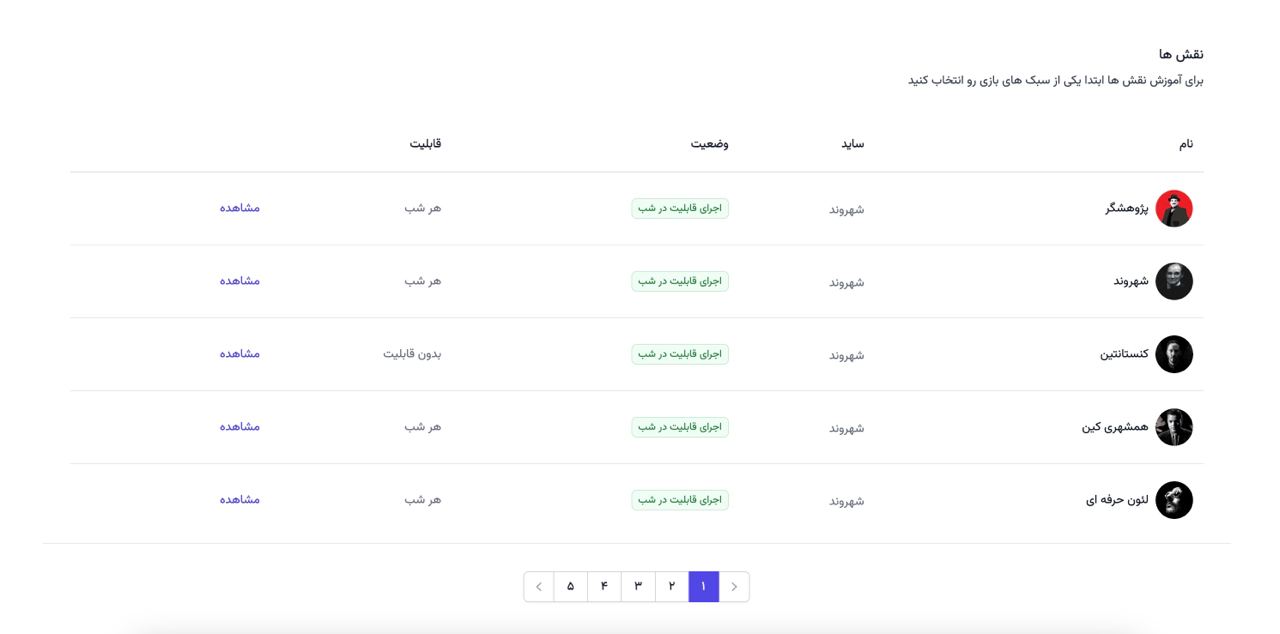 نقش ها
برای آموزش نقش ها ابتدا یکی از سبک های بازی رو انتخاب کنید
نام ساید وضعیت قابلیت
پژوهشگر شهروند اجرای قابلیت در شب هر شب مشاهده
شهروند شهروند اجرای قابلیت در شب هر شب مشاهده
کنستانتین شهروند اجرای قابلیت در شب بدون قابلیت مشاهده
همشهری کین شهروند اجرای قابلیت در شب هر شب مشاهده
لئون حرفه ای شهروند اجرای قابلیت در شب هر شب مشاهده
۱ ۲ ۳ ۴ ۵